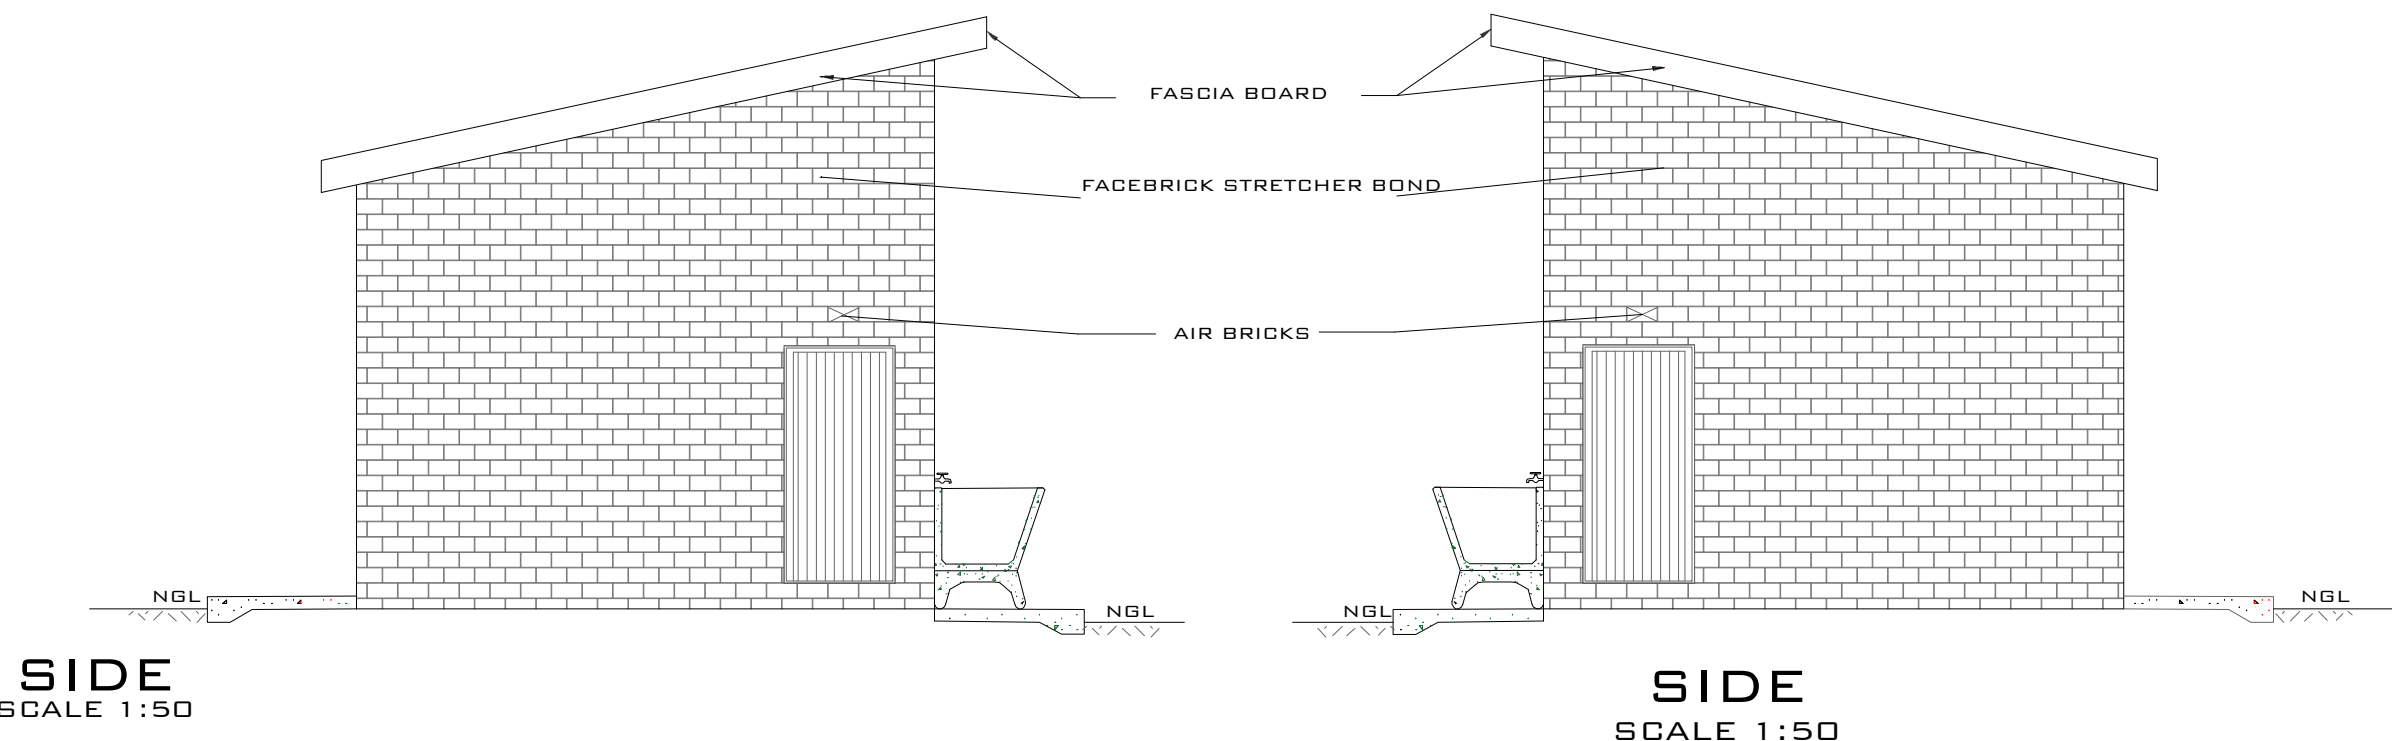 FASCIA BOARD
FACEBRICK STRETCHER BOND
AIR BRICKS
NGL
NGL
NGL
NGL
SIDE
SCALE 1:50
SIDE
SCALE 1:50